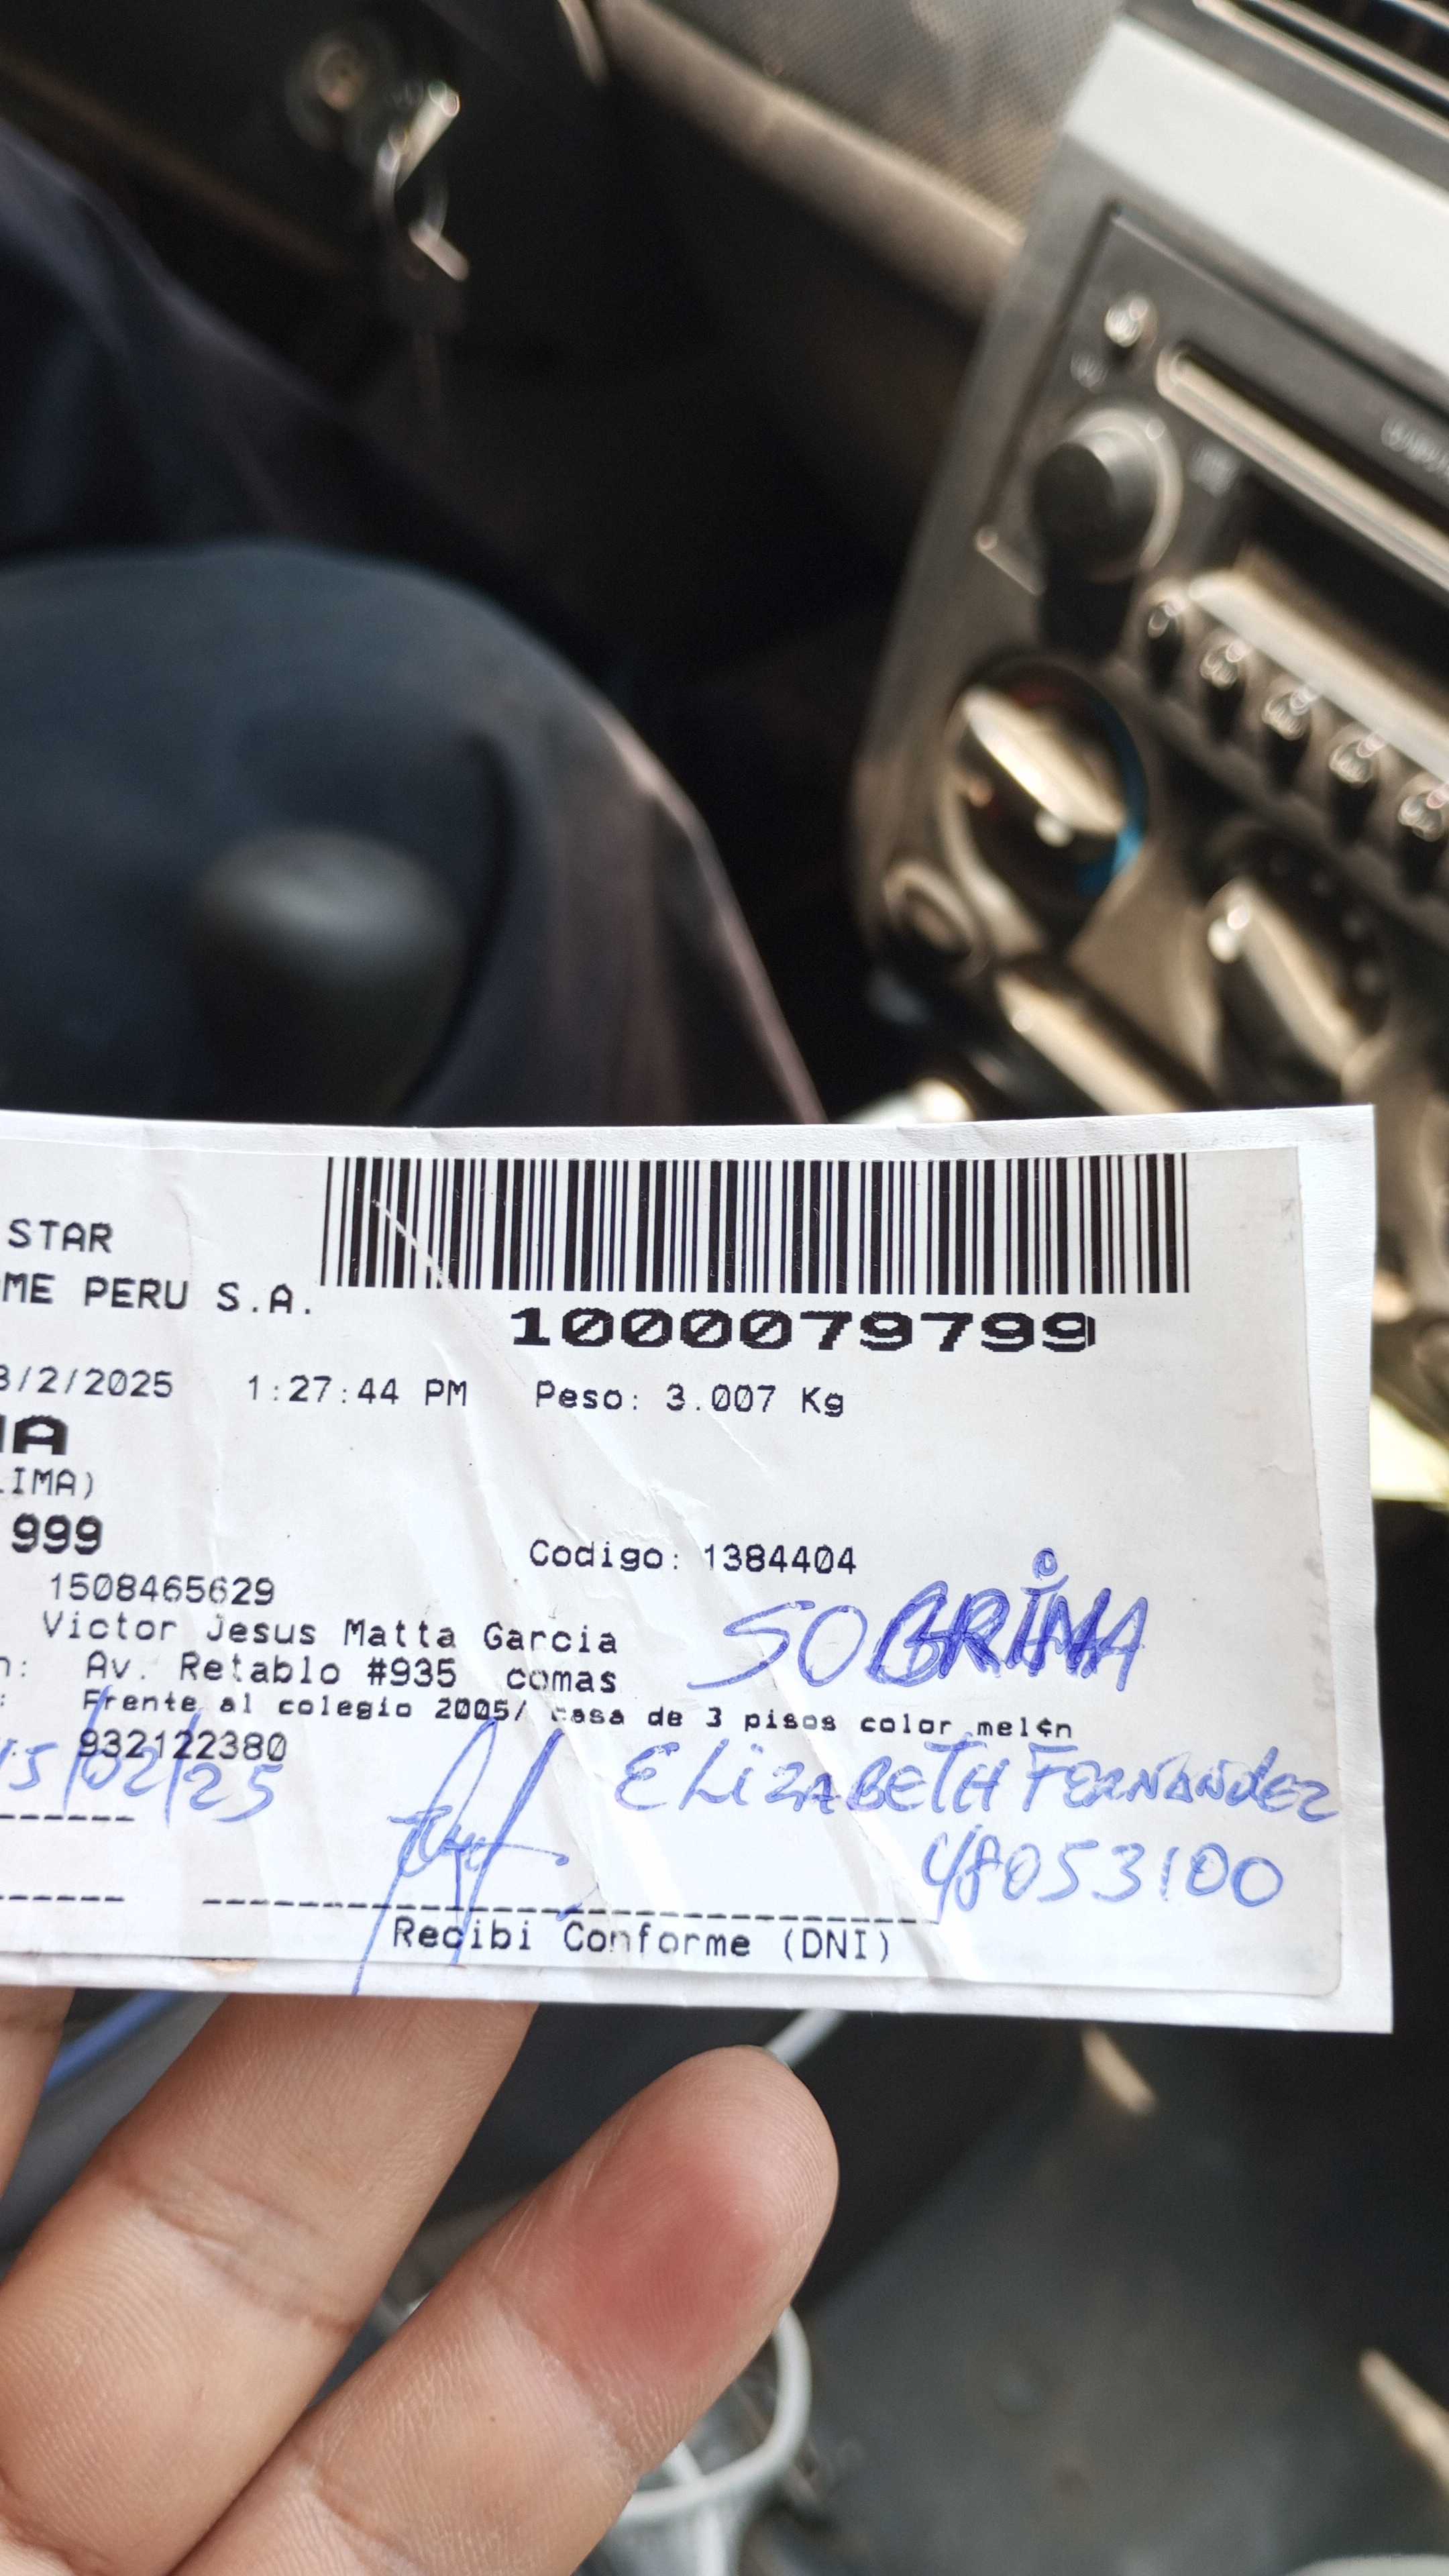 STAR
ME PERU S.A.
1000079799
3/2/2025 1:27:44 PM Peso: 3.007 Kg
MA
LIMA)
999
Codigo: 1384404
1508465629
Victor Jesus Matta Garcia
SOBRINA
n: Av. Retablo #935 comas
: Frente al colegio 2005/ casa de 3 pisos color melón
932122380
15/02/25
ELIZABETH FERNANDEZ
48053100
Recibi Conforme (DNI)